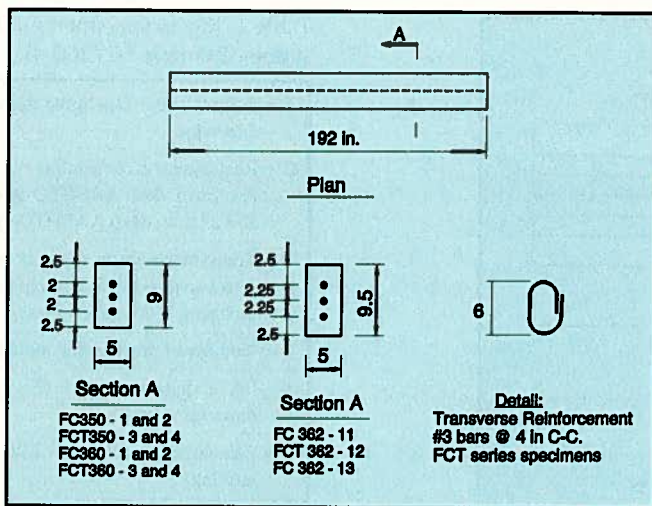 A
192 in.
Plan
2.5
2
2
2.5
9
5
Section A
FC350 - 1 and 2
FCT350 - 3 and 4
FC360 - 1 and 2
FCT360 - 3 and 4
2.5
2.25
2.25
2.5
9.5
5
Section A
FC 362 - 11
FCT 362 - 12
FC 362 - 13
6
Detail:
Transverse Reinforcement
#3 bars @ 4 in C-C.
FCT series specimens